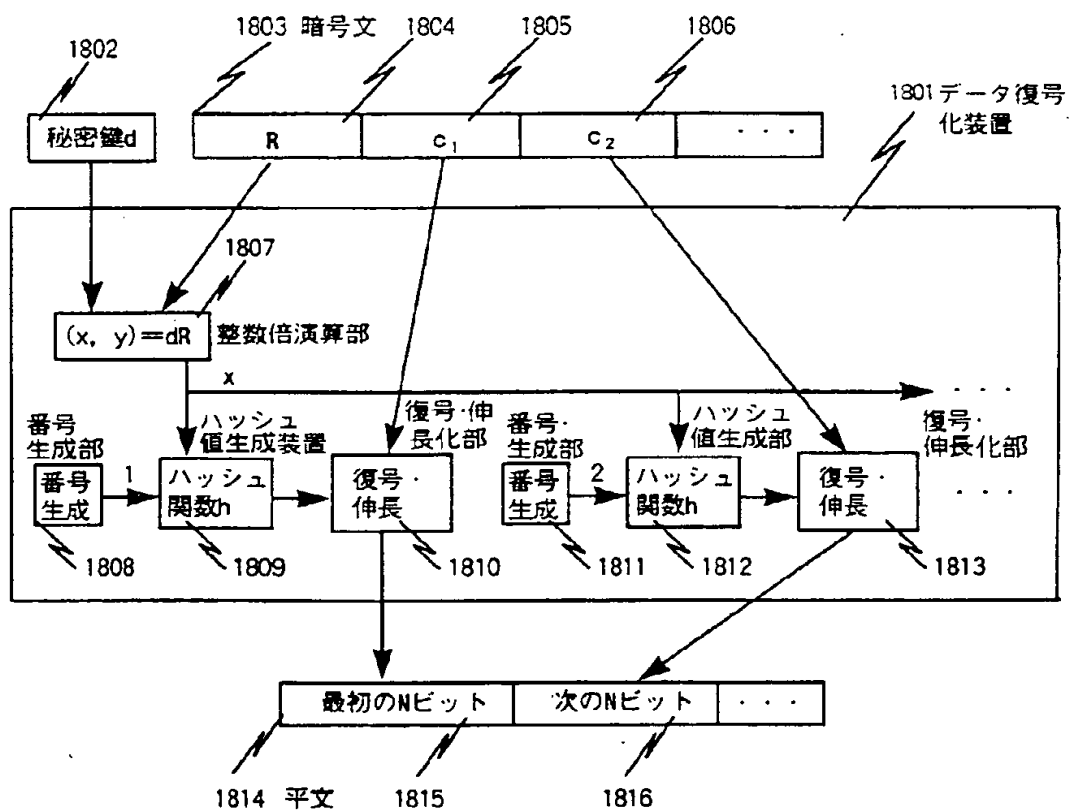 1802
1803 暗号文
1804
1805
1806
1801データ復号
化装置
秘密鍵d
R
c₁
c₂
・・・
1807
(x, y)=dR
整数倍演算部
x
・・・
番号
生成部
ハッシュ
値生成装置
復号・伸
長化部
番号・
生成部
ハッシュ
値生成部
復号・
伸長化部
番号
生成
1
ハッシュ
関数h
復号・
伸長
番号
生成
2
ハッシュ
関数h
復号・
伸長
・・・
1808
1809
1810
1811
1812
1813
最初のNビット
次のNビット
・・・
1814 平文
1815
1816